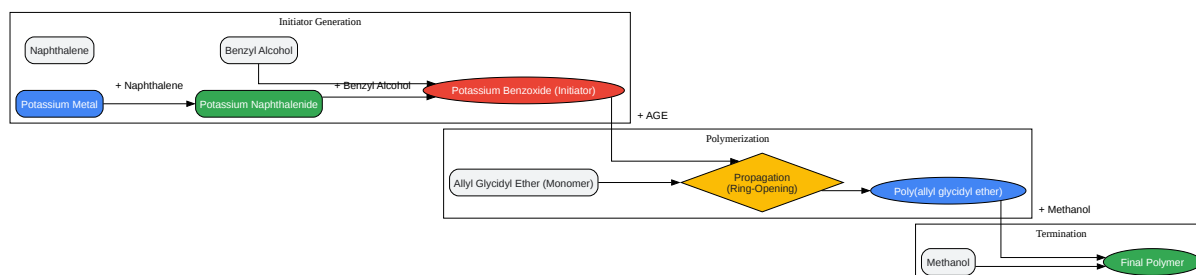 Initiator Generation
Naphthalene
Benzyl Alcohol
+ Naphthalene
+ Benzyl Alcohol
Potassium Metal
Potassium Naphthalenide
Potassium Benzoxide (Initiator)
+ AGE
Polymerization
Allyl Glycidyl Ether (Monomer)
Propagation
(Ring-Opening)
Poly(allyl glycidyl ether)
+ Methanol
Termination
Methanol
Final Polymer